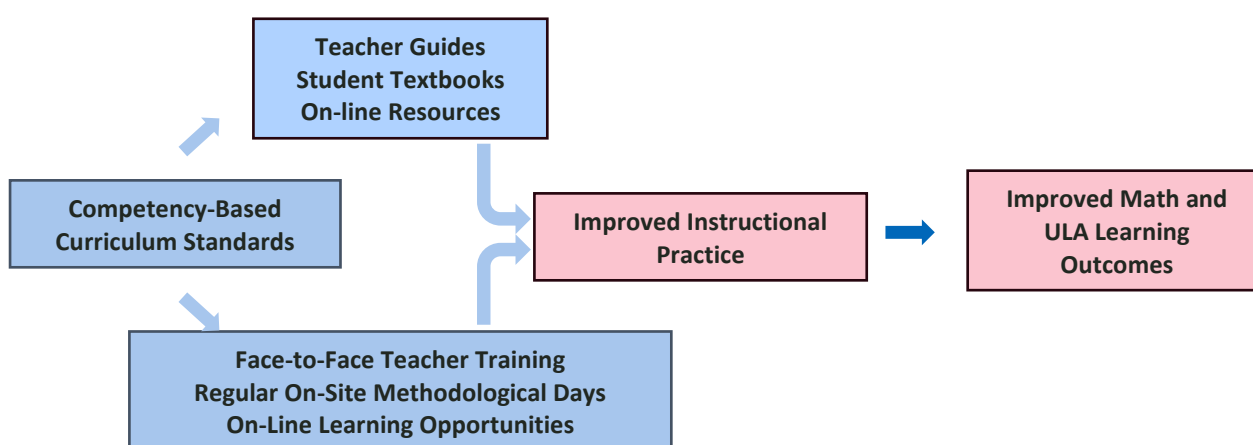 Teacher Guides
Student Textbooks
On-line Resources
Competency-Based
Curriculum Standards
Improved Instructional
Practice
Improved Math and
ULA Learning
Outcomes
Face-to-Face Teacher Training
Regular On-Site Methodological Days
On-Line Learning Opportunities